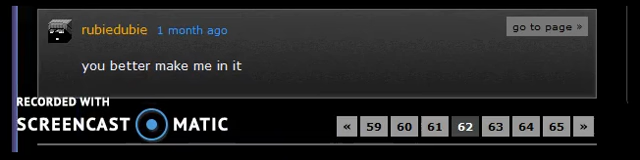 rubiedubie 1 month ago go to page »
you better make me in it
RECORDED WITH
SCREENCAST MATIC
« 59 60 61 62 63 64 65 »